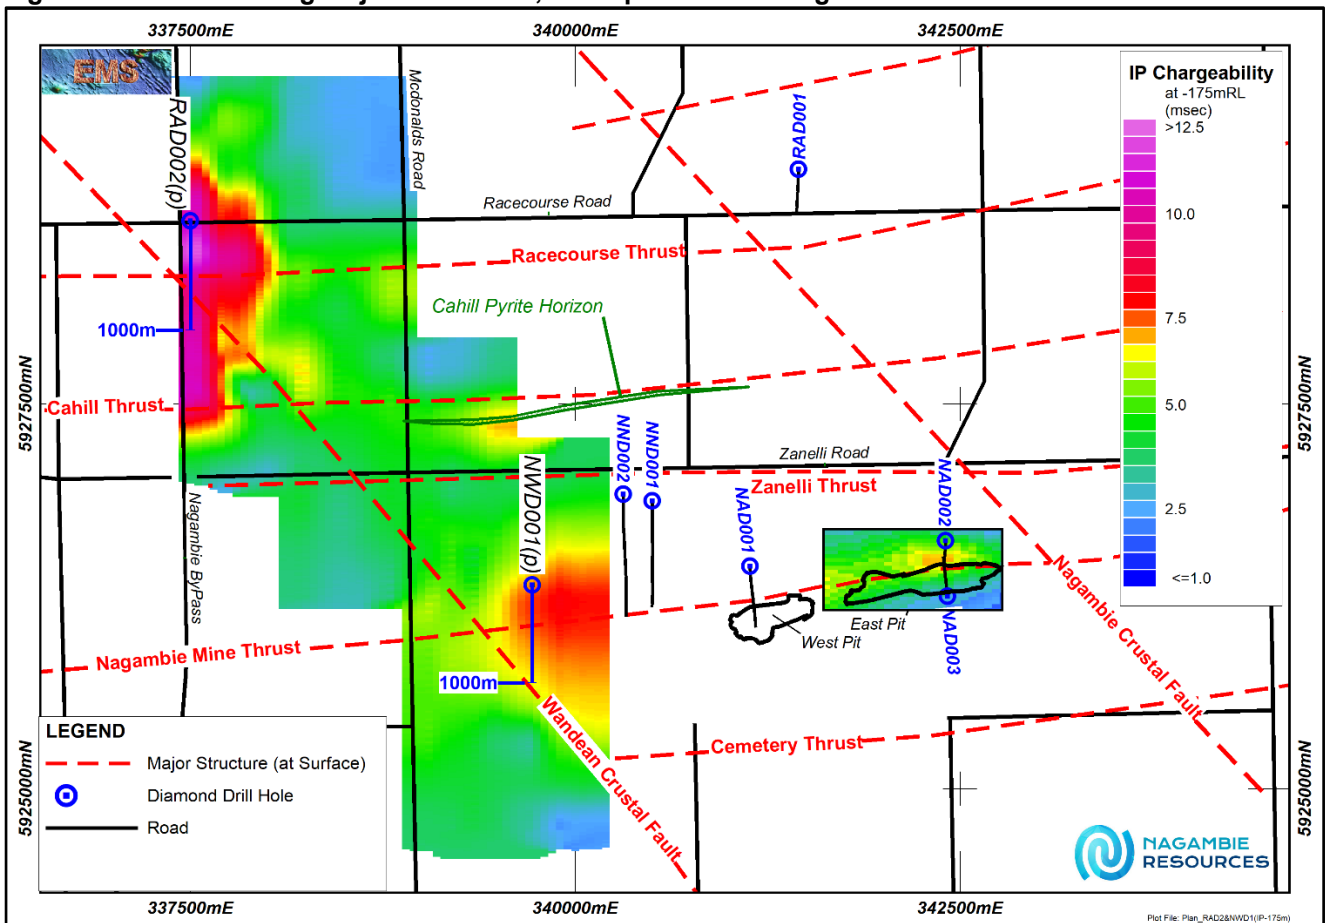 337500mE
340000mE
342500mE
EMS
IP Chargeability
at -175mRL
(msec)
>12.5
10.0
7.5
5.0
2.5
<=1.0
RAD002(p)
Mcdonalds Road
RAD001
Racecourse Road
Racecourse Thrust
Cahill Pyrite Horizon
1000m
Cahill Thrust
5927500mN
5927500mN
NND002
NND001
Zanelli Road
Zanelli Thrust
NAD002
NAD001
NWD001(p)
Nagambie ByPass
East Pit
West Pit
NAD003
Nagambie Crustal Fault
Nagambie Mine Thrust
1000m
Wandean Crustal Fault
Cemetery Thrust
LEGEND
Major Structure (at Surface)
Diamond Drill Hole
Road
5925000mN
5925000mN
NAGAMBIE
RESOURCES
337500mE
340000mE
342500mE
Plot File: Plan_RAD2&NWD1(IP-175m)